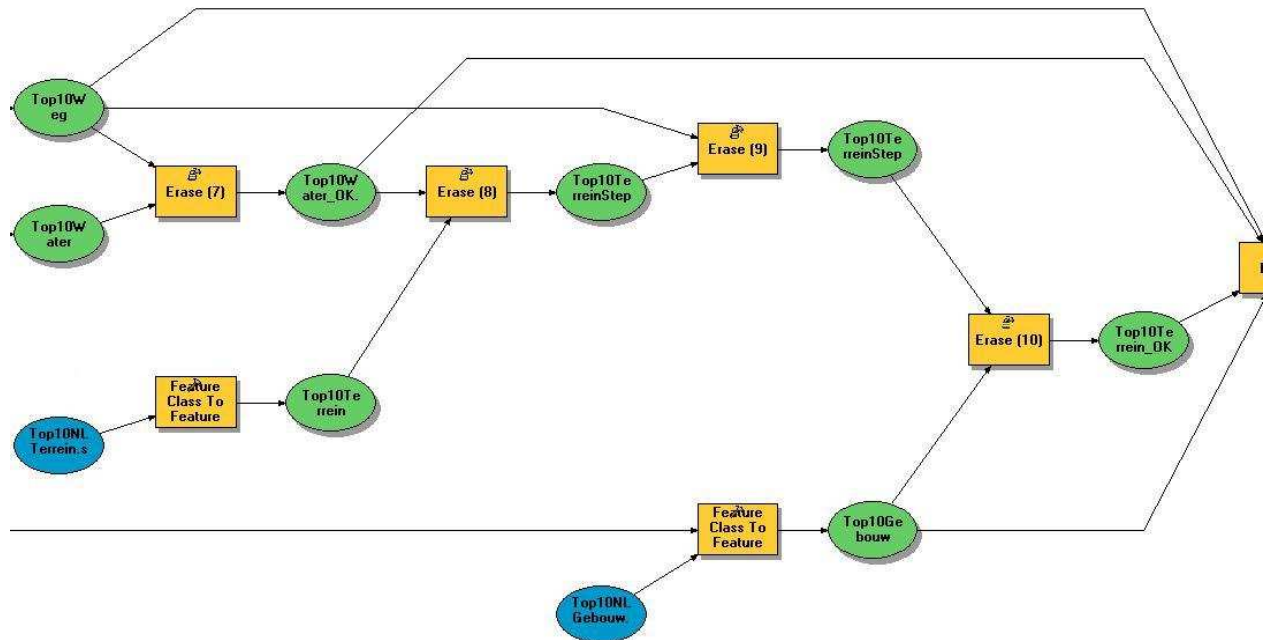 Top10W
eg
Erase (7)
Top10W
ater_OK.
Top10W
ater
Erase (8)
Top10Te
rreinStep
Erase (9)
Top10Te
rreinStep
Erase (10)
Top10Te
rrein_OK
Feature
Class To
Feature
Top10Te
rrein
Top10NL
Terrein.s
Feature
Class To
Feature
Top10Ge
bouw
Top10NL
Gebouw.